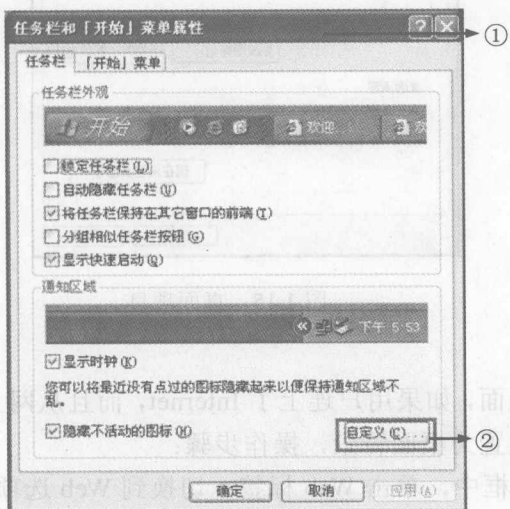 任务栏和「开始」菜单属性
①
任务栏 「开始」菜单
任务栏外观
开始 欢迎...
锁定任务栏(L)
自动隐藏任务栏(U)
将任务栏保持在其它窗口的前端(T)
分组相似任务栏按钮(G)
显示快速启动(Q)
通知区域
下午 5:53
显示时钟(K)
您可以将最近没有点过的图标隐藏起来以便保持通知区域不
乱。
隐藏不活动的图标(H) 自定义(C)...
②
确定 取消 应用(A)